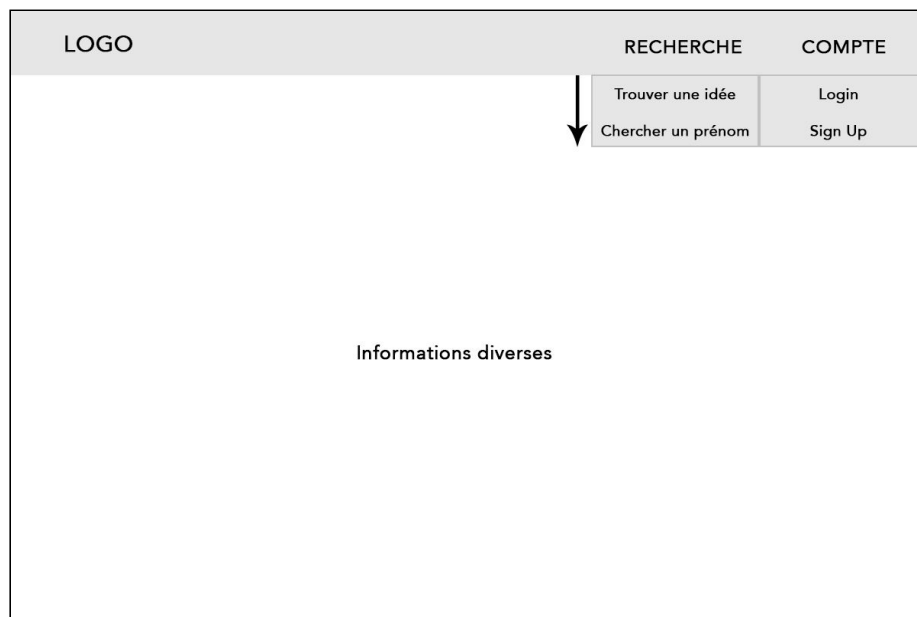 LOGO
RECHERCHE
COMPTE
Trouver une idée
Login
Chercher un prénom
Sign Up
Informations diverses